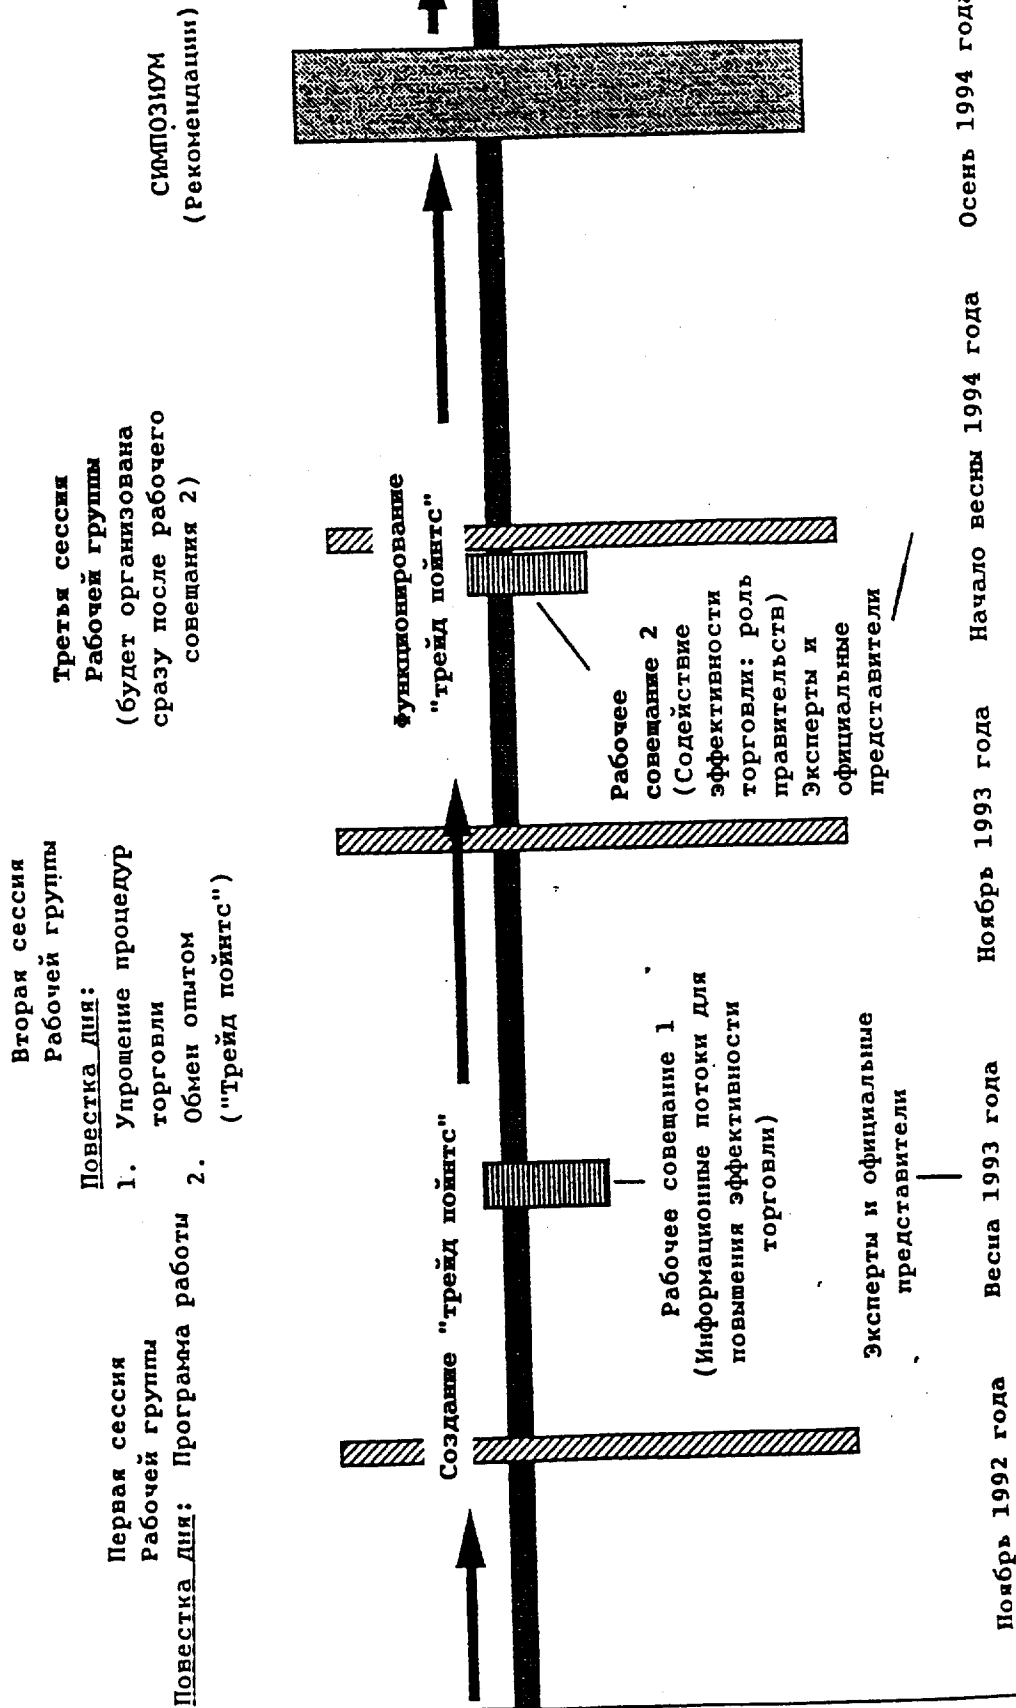 Первая сессия
Рабочей группы
Повестка дня: Программа работы
Вторая сессия
Рабочей группы
Повестка дня:
1. Упрощение процедур
торговли
2. Обмен опытом
("Трейд пойнтс")
Третья сессия
Рабочей группы
(будет организована
сразу после рабочего
совещания 2)
СИМПОЗИУМ
(Рекомендации)
Создание "трейд пойнтс"
Функционирование
"трейд пойнтс"
Рабочее совещание 1
(Информационные потоки для
повышения эффективности
торговли)
Эксперты и официальные
представители
Рабочее
совещание 2
(Содействие
эффективности
торговли: роль
правительств)
Эксперты и
официальные
представители
Ноябрь 1992 года
Весна 1993 года
Ноябрь 1993 года
Начало весны 1994 года
Осень 1994 года